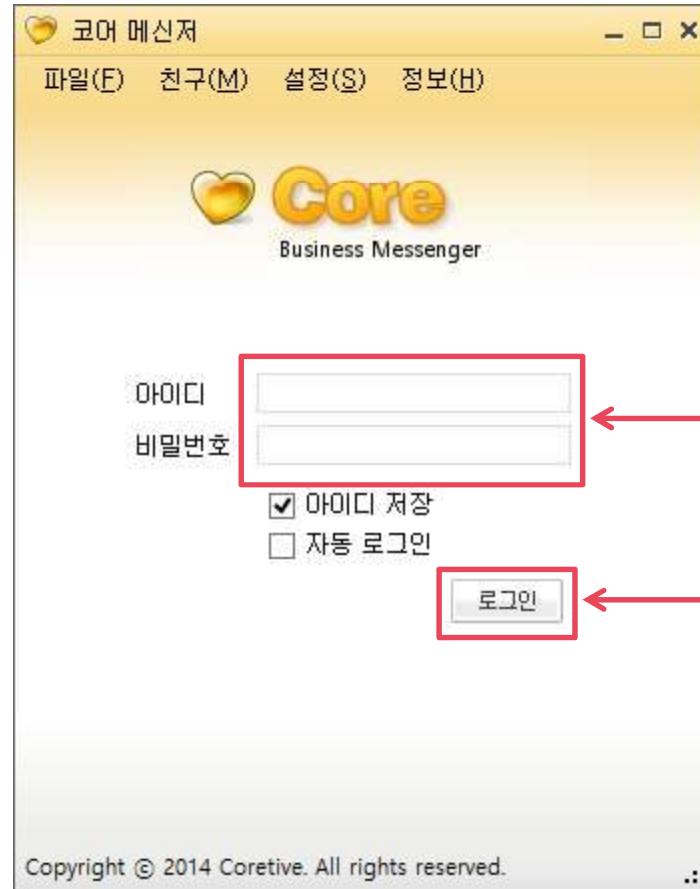 코어 메신저
파일(F) 친구(M) 설정(S) 정보(H)
Core
Business Messenger
아이디
비밀번호
아이디 저장
자동 로그인
로그인
Copyright © 2014 Coretive. All rights reserved.